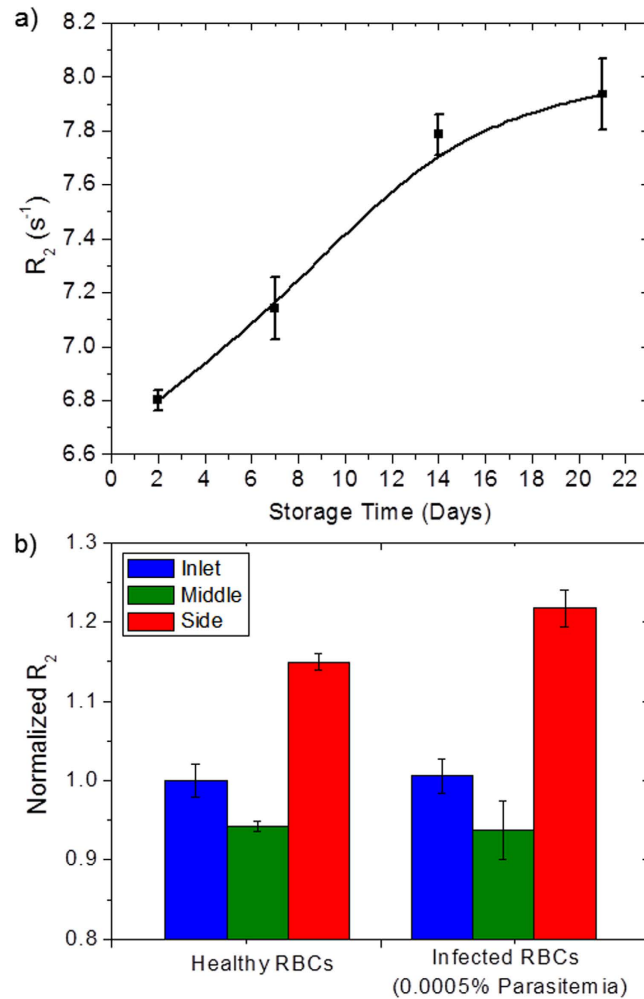 a)
8.2
8.0
7.8
7.6
7.4
7.2
7.0
6.8
6.6
R₂ (s⁻¹)
0 2 4 6 8 10 12 14 16 18 20 22
Storage Time (Days)
b)
1.3
1.2
1.1
1.0
0.9
0.8
Normalized R₂
Inlet
Middle
Side
Healthy RBCs
Infected RBCs
(0.0005% Parasitemia)